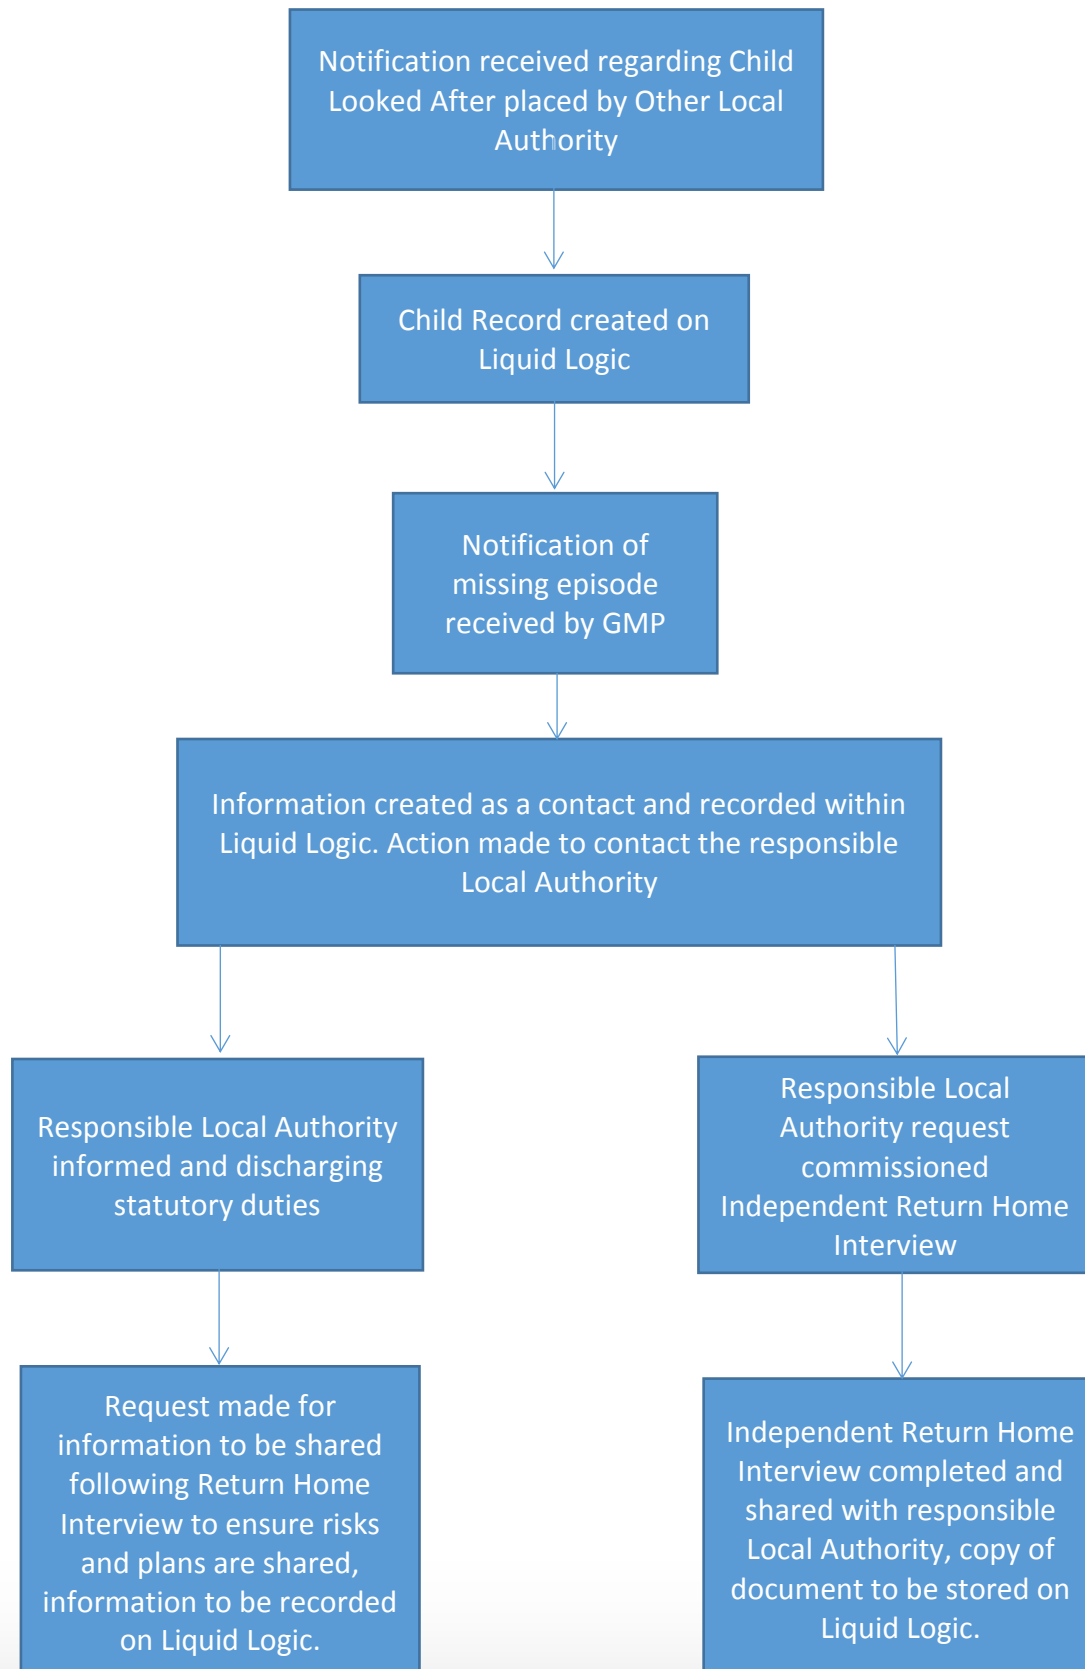 Notification received regarding Child
Looked After placed by Other Local
Authority
Child Record created on
Liquid Logic
Notification of
missing episode
received by GMP
Information created as a contact and recorded within
Liquid Logic. Action made to contact the responsible
Local Authority
Responsible Local Authority
informed and discharging
statutory duties
Responsible Local
Authority request
commissioned
Independent Return Home
Interview
Request made for
information to be shared
following Return Home
Interview to ensure risks
and plans are shared,
information to be recorded
on Liquid Logic.
Independent Return Home
Interview completed and
shared with responsible
Local Authority, copy of
document to be stored on
Liquid Logic.